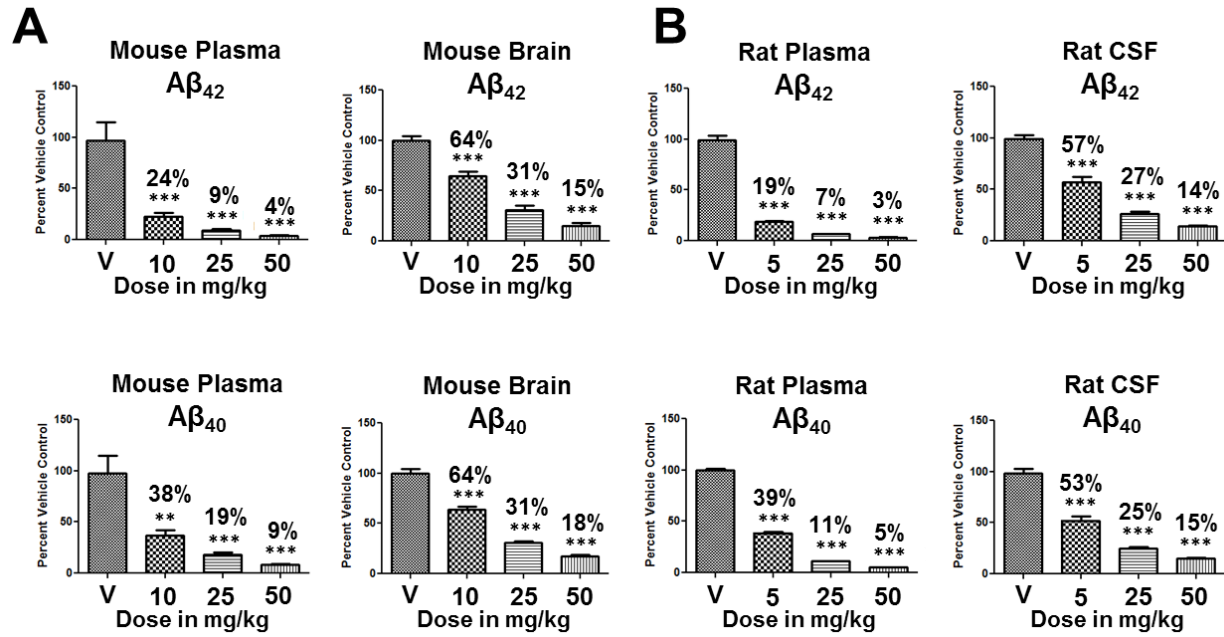 A
B
Mouse Plasma
Aβ42
Percent Vehicle Control
150
100
50
0
24%
***
9%
***
4%
***
V 10 25 50
Dose in mg/kg
Mouse Brain
Aβ42
Percent Vehicle Control
150
100
50
0
64%
***
31%
***
15%
***
V 10 25 50
Dose in mg/kg
Rat Plasma
Aβ42
Percent Vehicle Control
150
100
50
0
19%
***
7%
***
3%
***
V 5 25 50
Dose in mg/kg
Rat CSF
Aβ42
Percent Vehicle Control
150
100
50
0
57%
***
27%
***
14%
***
V 5 25 50
Dose in mg/kg
Mouse Plasma
Aβ40
Percent Vehicle Control
150
100
50
0
38%
**
19%
***
9%
***
V 10 25 50
Dose in mg/kg
Mouse Brain
Aβ40
Percent Vehicle Control
150
100
50
0
64%
***
31%
***
18%
***
V 10 25 50
Dose in mg/kg
Rat Plasma
Aβ40
Percent Vehicle Control
150
100
50
0
39%
***
11%
***
5%
***
V 5 25 50
Dose in mg/kg
Rat CSF
Aβ40
Percent Vehicle Control
150
100
50
0
53%
***
25%
***
15%
***
V 5 25 50
Dose in mg/kg